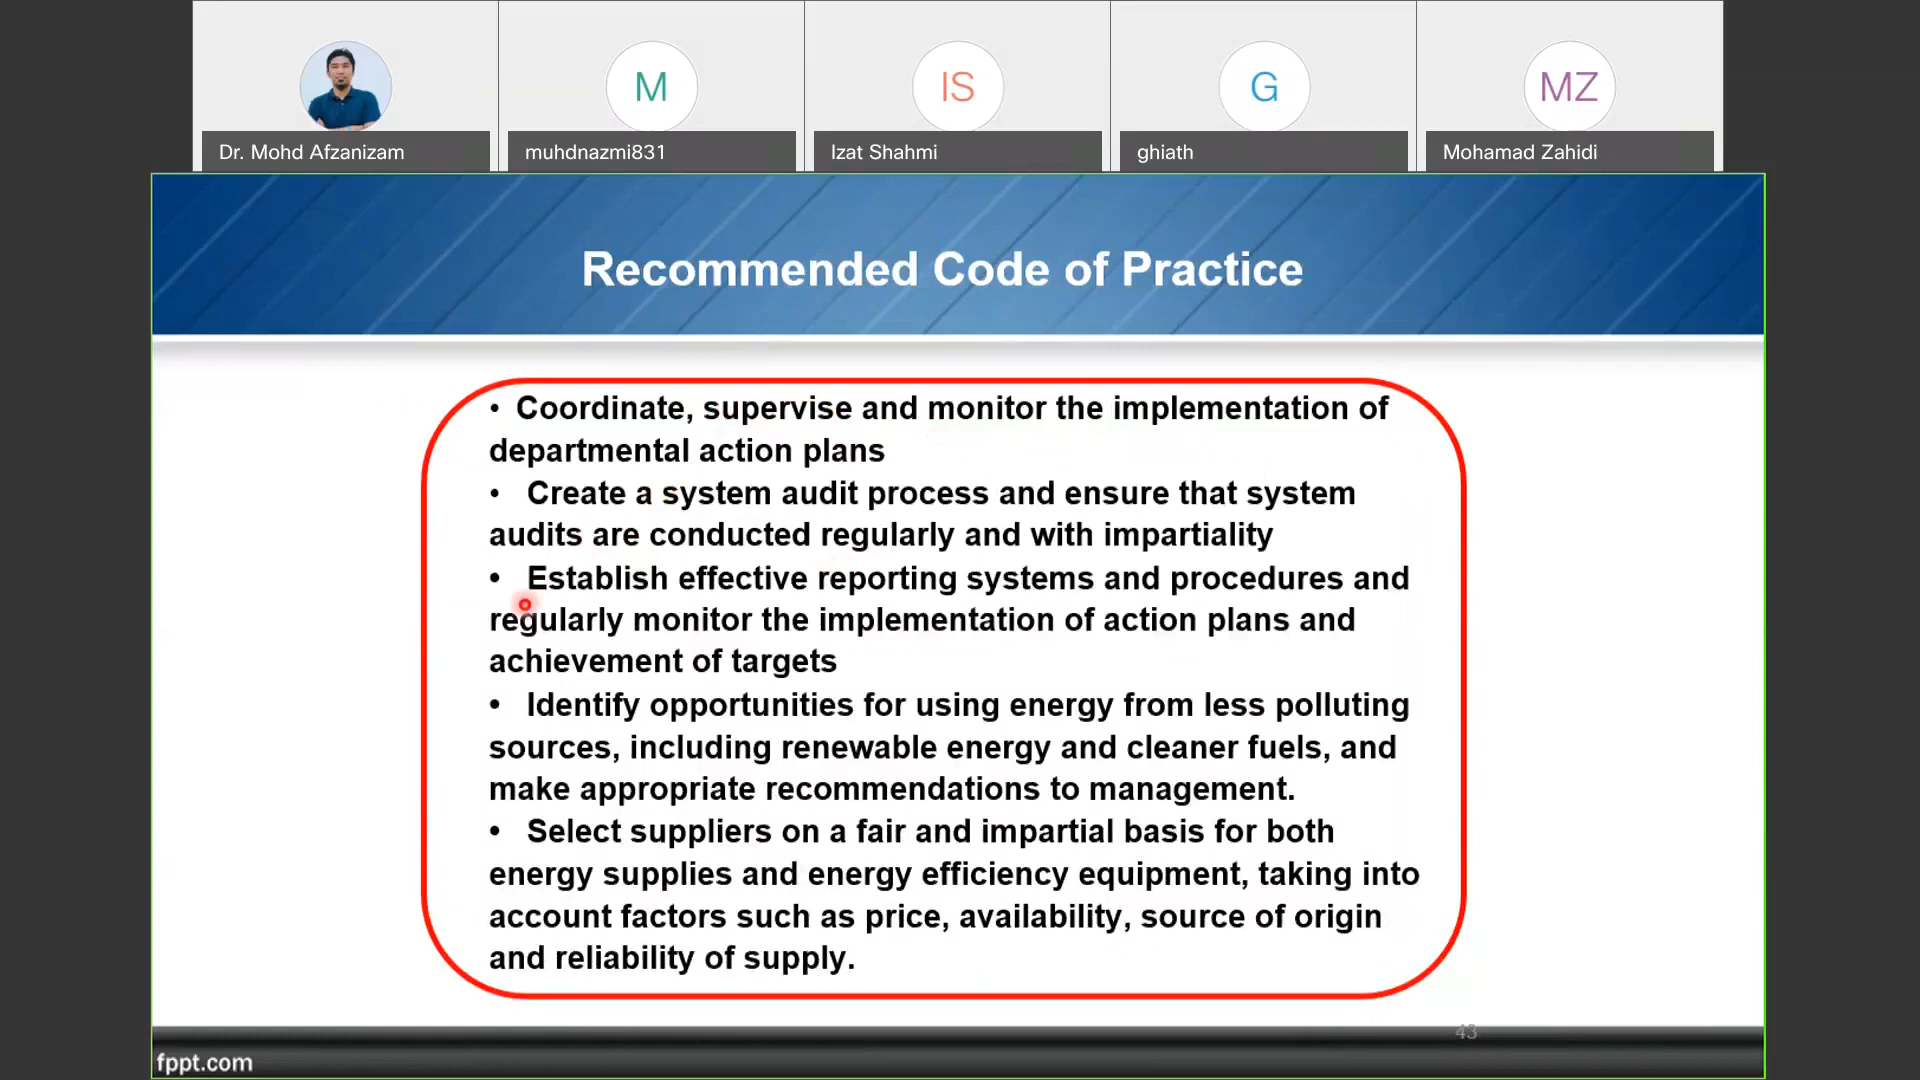 M
IS
G
MZ
Dr. Mohd Afzanizam
muhdnazmi831
Izat Shahmi
ghiath
Mohamad Zahidi
Recommended Code of Practice
• Coordinate, supervise and monitor the implementation of
departmental action plans
• Create a system audit process and ensure that system
audits are conducted regularly and with impartiality
• Establish effective reporting systems and procedures and
regularly monitor the implementation of action plans and
achievement of targets
• Identify opportunities for using energy from less polluting
sources, including renewable energy and cleaner fuels, and
make appropriate recommendations to management.
• Select suppliers on a fair and impartial basis for both
energy supplies and energy efficiency equipment, taking into
account factors such as price, availability, source of origin
and reliability of supply.
43
fppt.com